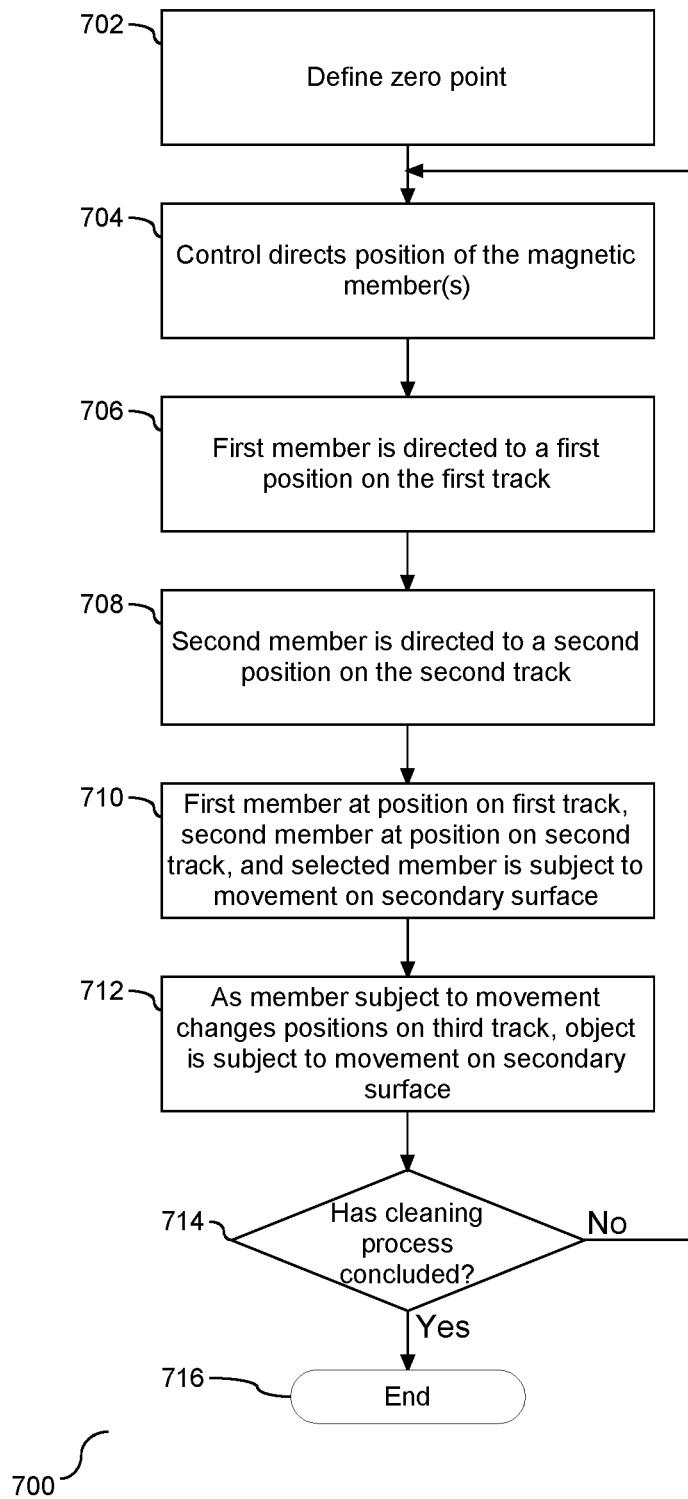 702
Define zero point
704
Control directs position of the magnetic
member(s)
706
First member is directed to a first
position on the first track
708
Second member is directed to a second
position on the second track
710
First member at position on first track,
second member at position on second
track, and selected member is subject to
movement on secondary surface
712
As member subject to movement
changes positions on third track, object
is subject to movement on secondary
surface
714
Has cleaning
process
concluded?
No
Yes
716
End
700